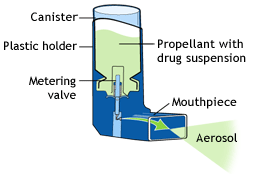 Canister
Plastic holder
Propellant with
drug suspension
Metering
valve
Mouthpiece
Aerosol